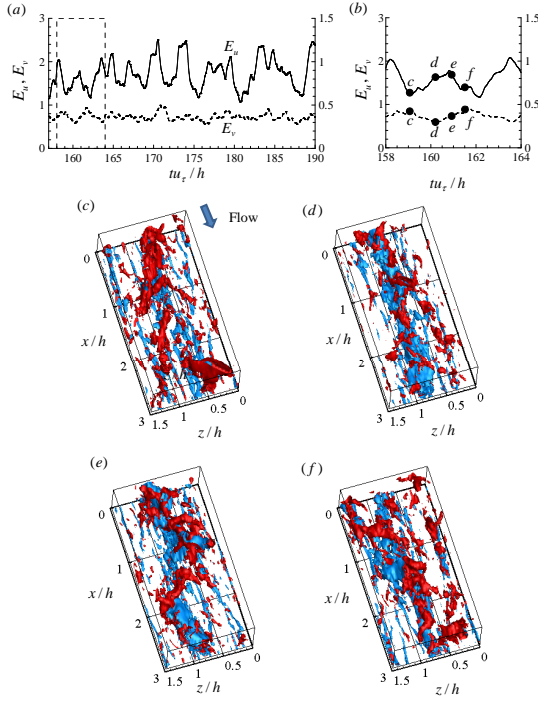 (a)
(b)
3
2
1
0
E_u, E_v
1.5
1
0.5
0
E_u
E_v
160
165
170
175
180
185
190
tu_τ / h
3
2
1
0
E_u, E_v
1.5
1
0.5
0
c
d
e
f
c
d
e
f
158
160
162
164
tu_τ / h
(c)
Flow
(d)
0
1
2
3
x / h
1.5
1
0.5
0
z / h
0
1
2
3
x / h
1.5
1
0.5
0
z / h
(e)
(f)
0
1
2
3
x / h
1.5
1
0.5
0
z / h
0
1
2
3
x / h
1.5
1
0.5
0
z / h